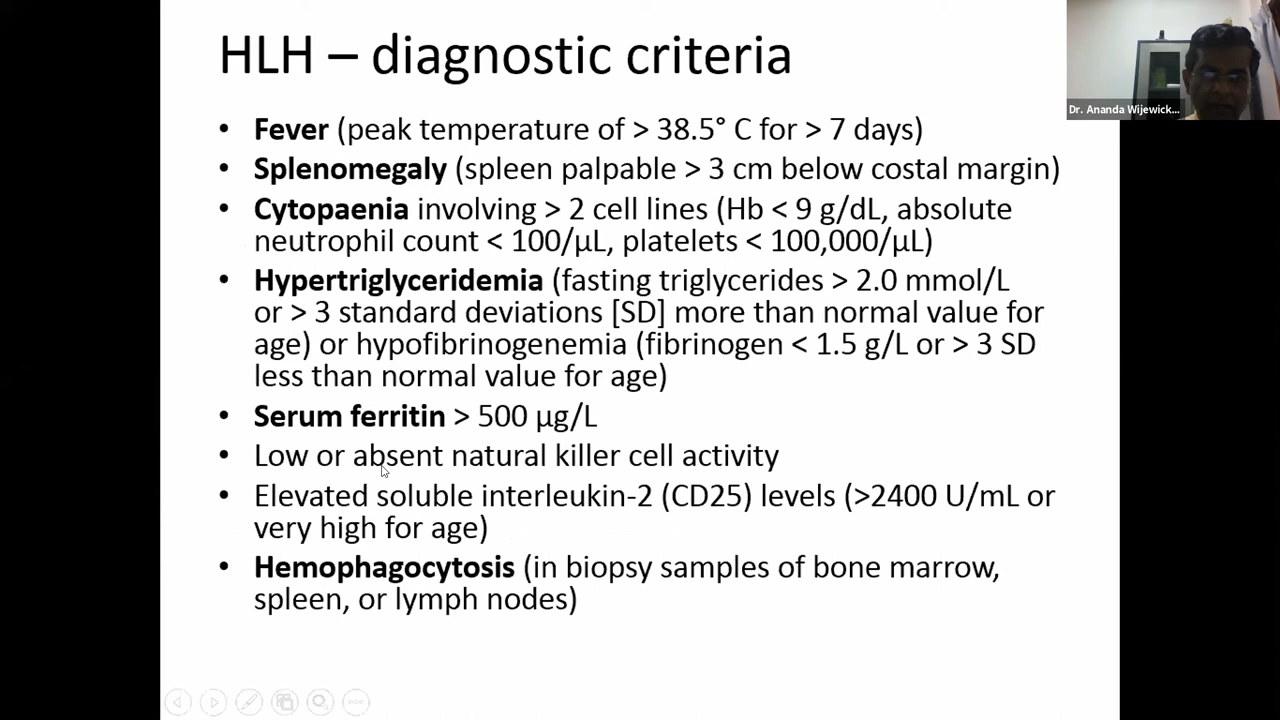 HLH – diagnostic criteria
Dr. Ananda Wijewick...
• Fever (peak temperature of > 38.5° C for > 7 days)
• Splenomegaly (spleen palpable > 3 cm below costal margin)
• Cytopaenia involving > 2 cell lines (Hb < 9 g/dL, absolute
neutrophil count < 100/µL, platelets < 100,000/µL)
• Hypertriglyceridemia (fasting triglycerides > 2.0 mmol/L
or > 3 standard deviations [SD] more than normal value for
age) or hypofibrinogenemia (fibrinogen < 1.5 g/L or > 3 SD
less than normal value for age)
• Serum ferritin > 500 µg/L
• Low or absent natural killer cell activity
• Elevated soluble interleukin-2 (CD25) levels (>2400 U/mL or
very high for age)
• Hemophagocytosis (in biopsy samples of bone marrow,
spleen, or lymph nodes)